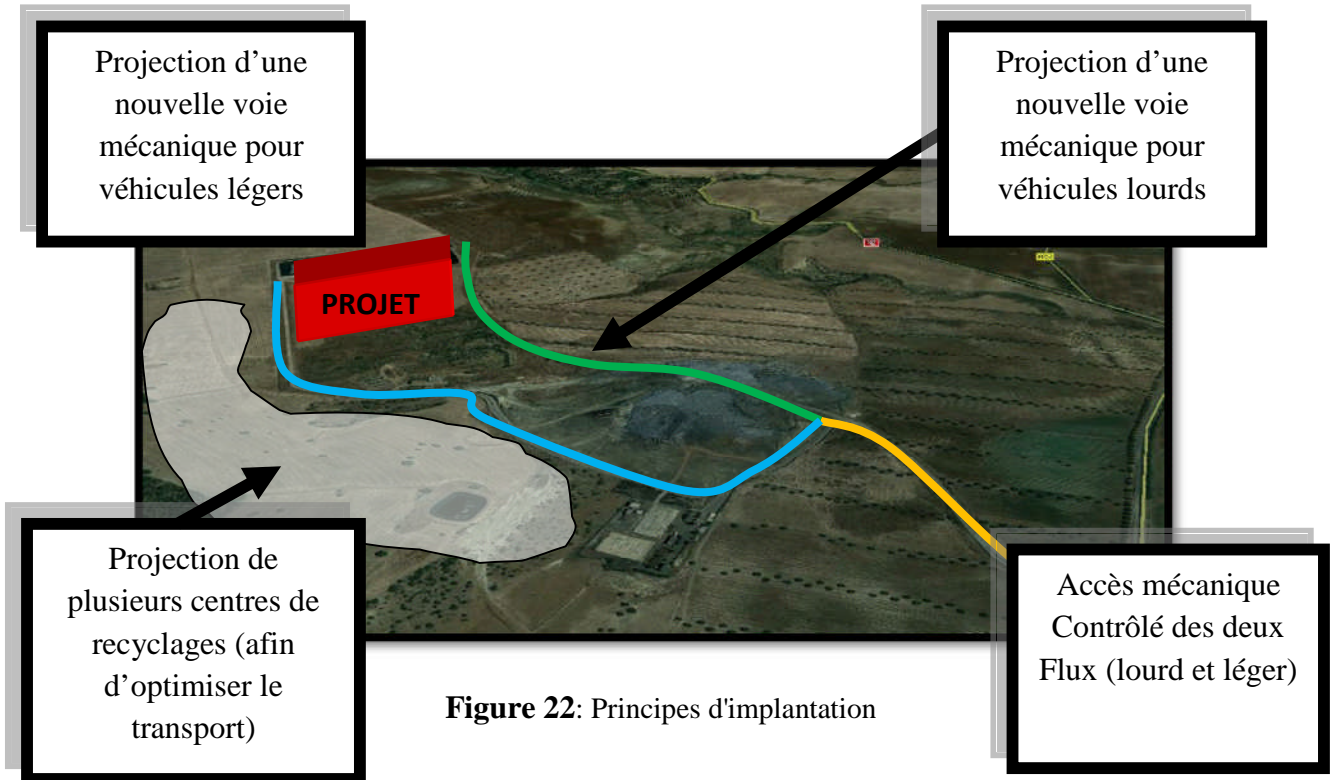 Projection d’une
nouvelle voie
mécanique pour
véhicules légers
Projection d’une
nouvelle voie
mécanique pour
véhicules lourds
PROJET
Projection de
plusieurs centres de
recyclages (afin
d’optimiser le
transport)
Accès mécanique
Contrôlé des deux
Flux (lourd et léger)
Figure 22: Principes d'implantation